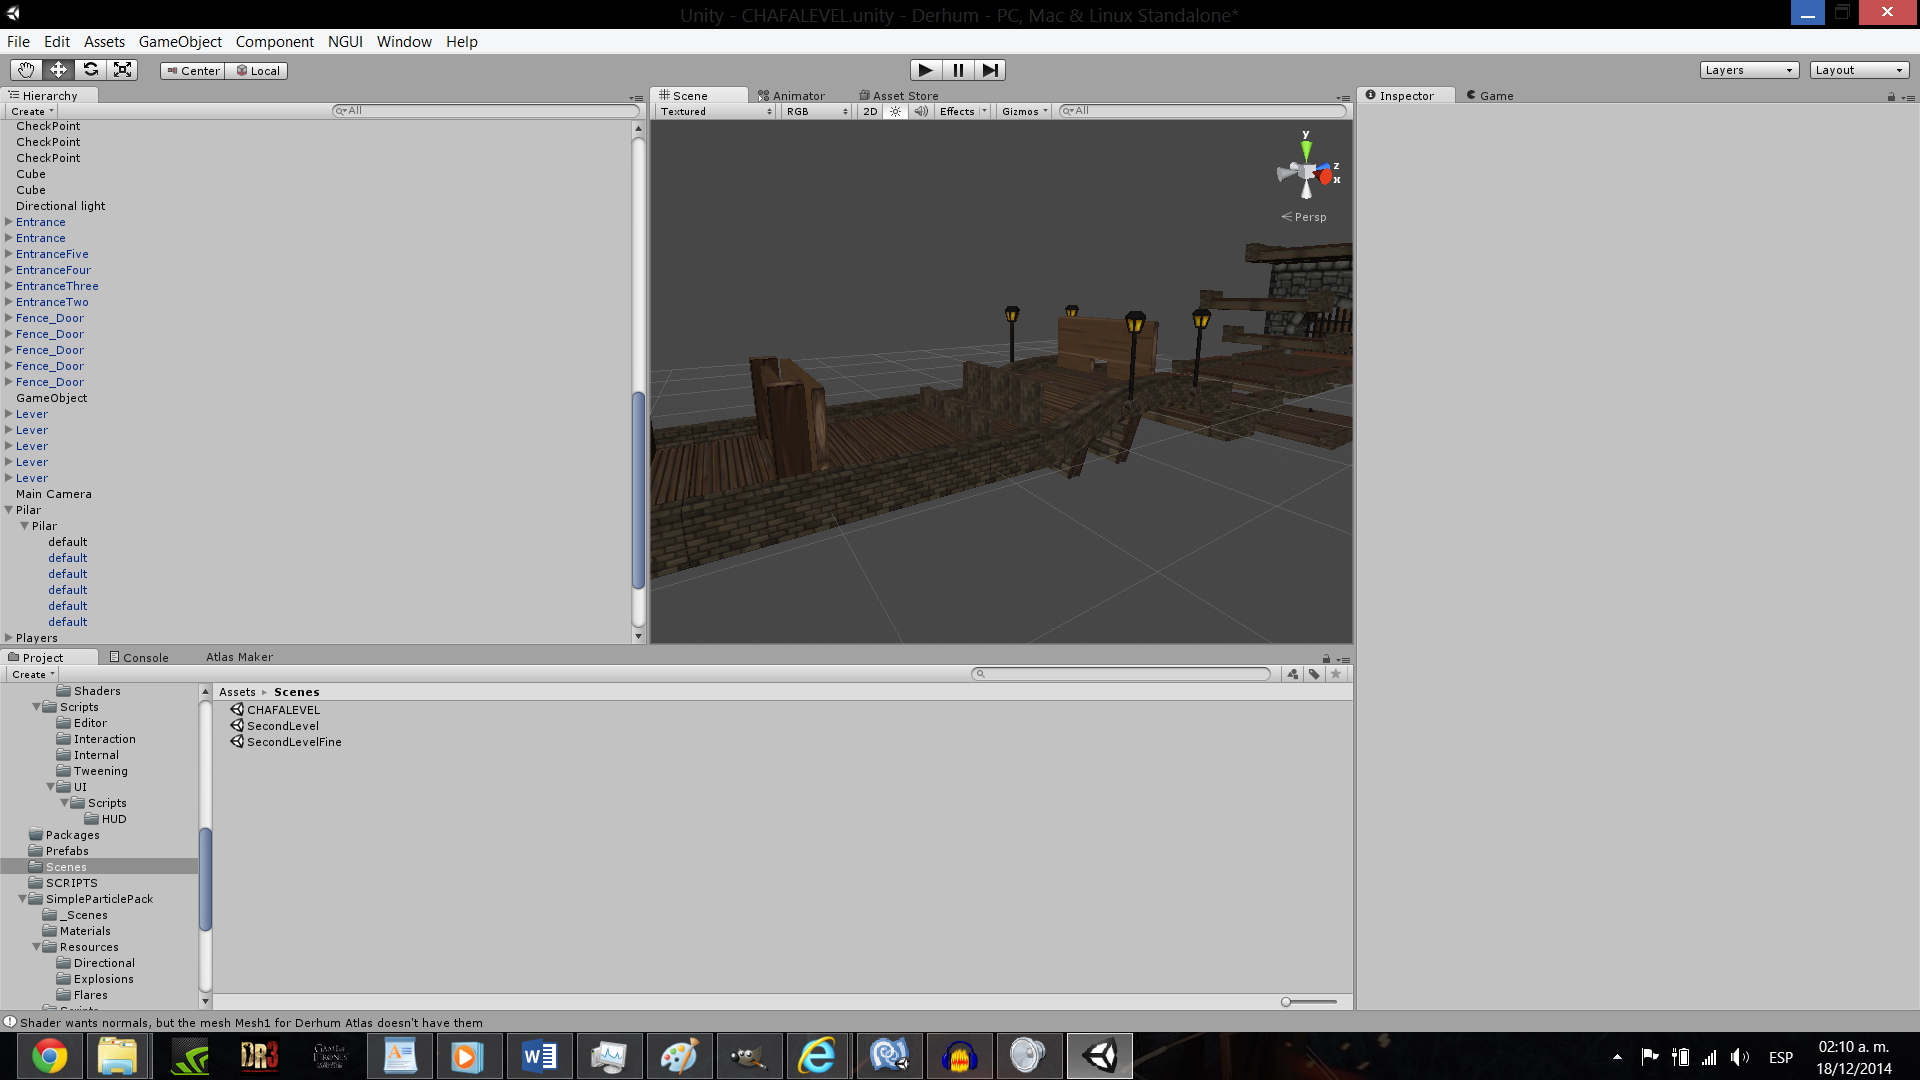 Unity - CHAFALEVEL.unity - Derhum - PC, Mac & Linux Standalone*
File Edit Assets GameObject Component NGUI Window Help
Center Local Layers Layout
Hierarchy
Create All
CheckPoint
CheckPoint
CheckPoint
Cube
Cube
Directional light
Entrance
Entrance
EntranceFive
EntranceFour
EntranceThree
EntranceTwo
Fence_Door
Fence_Door
Fence_Door
Fence_Door
Fence_Door
GameObject
Lever
Lever
Lever
Lever
Lever
Main Camera
Pilar
Pilar
default
default
default
default
default
default
Players
Scene Animator Asset Store
Textured RGB 2D Effects Gizmos All
y
z
x
Persp
Inspector Game
Project Console Atlas Maker
Create
Shaders
Scripts
Editor
Interaction
Internal
Tweening
UI
Scripts
HUD
Packages
Prefabs
Scenes
SCRIPTS
SimpleParticlePack
_Scenes
Materials
Resources
Directional
Explosions
Flares
Scripts
Assets Scenes
CHAFALEVEL
SecondLevel
SecondLevelFine
Shader wants normals, but the mesh Mesh1 for Derhum Atlas doesn't have them
DR3
GAME OF THRONES
ESP
02:10 a. m.
18/12/2014